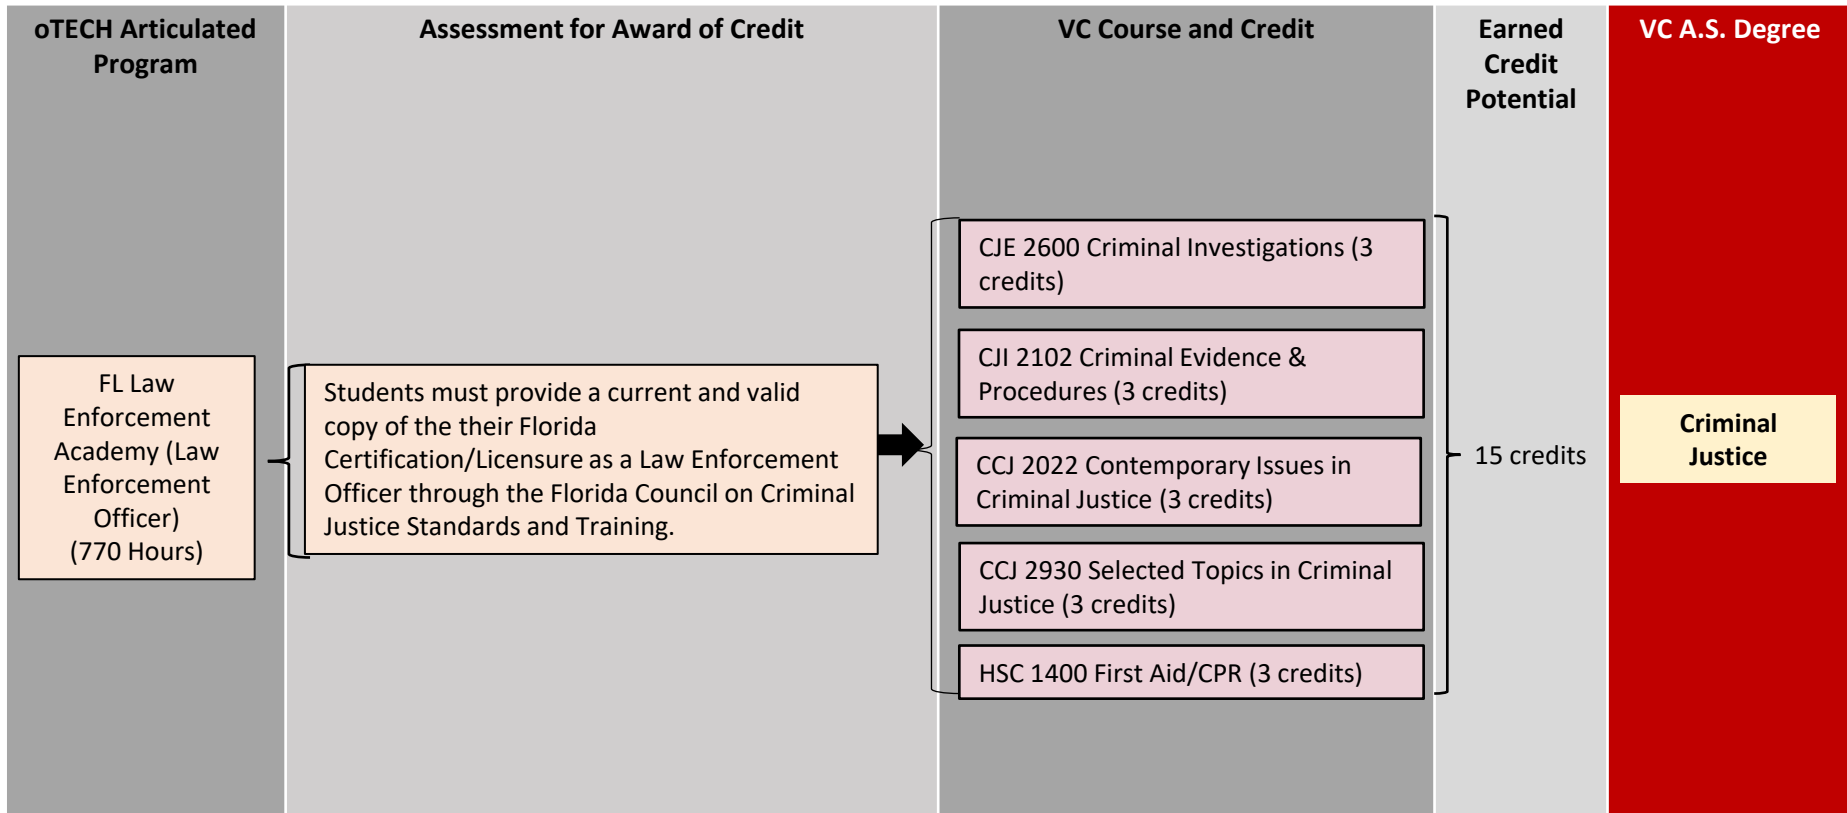 oTECH Articulated
Program
Assessment for Award of Credit
VC Course and Credit
Earned
Credit
Potential
VC A.S. Degree
FL Law
Enforcement
Academy (Law
Enforcement
Officer)
(770 Hours)
Students must provide a current and valid
copy of the their Florida
Certification/Licensure as a Law Enforcement
Officer through the Florida Council on Criminal
Justice Standards and Training.
CJE 2600 Criminal Investigations (3
credits)
CJI 2102 Criminal Evidence &
Procedures (3 credits)
CCJ 2022 Contemporary Issues in
Criminal Justice (3 credits)
CCJ 2930 Selected Topics in Criminal
Justice (3 credits)
HSC 1400 First Aid/CPR (3 credits)
15 credits
Criminal
Justice